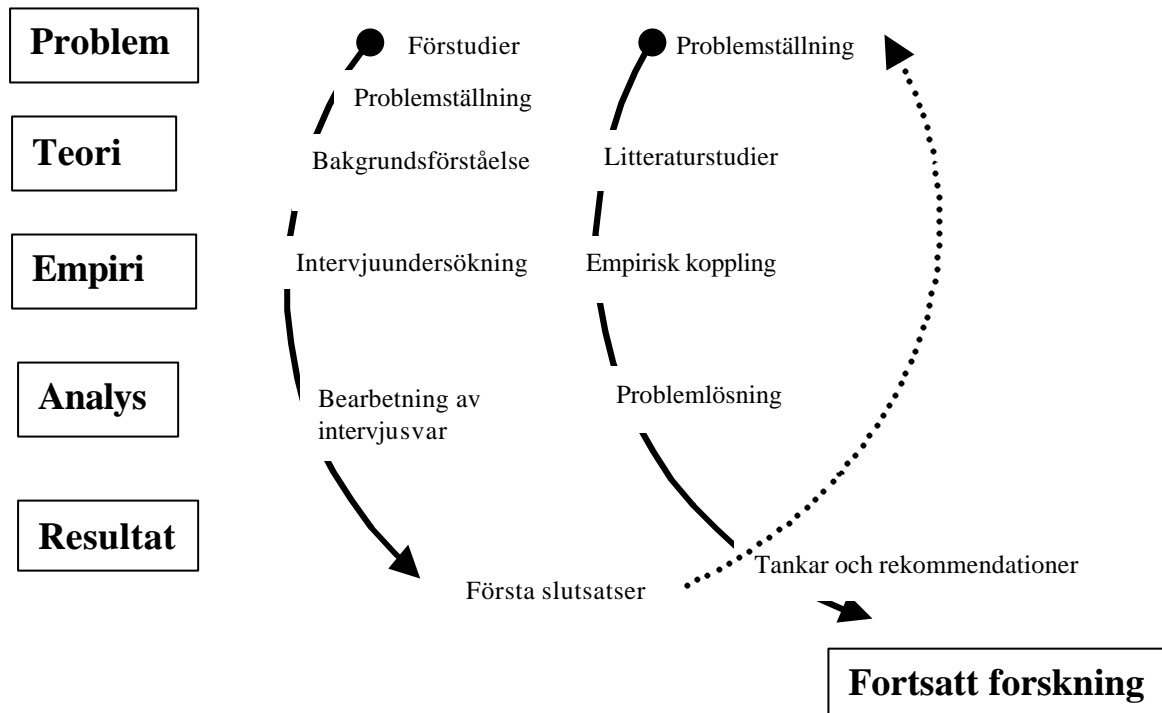 Problem
Förstudier
Problemställning
Problemställning
Teori
Bakgrundsförståelse
Litteraturstudier
Empiri
Intervjuundersökning
Empirisk koppling
Analys
Bearbetning av
intervjusvar
Problemlösning
Resultat
Första slutsatser
Tankar och rekommendationer
Fortsatt forskning